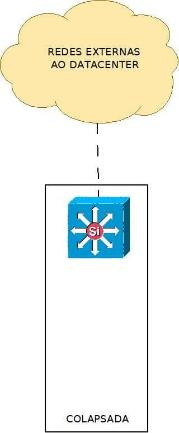 REDES EXTERNAS
AO DATACENTER
Si
COLAPSADA